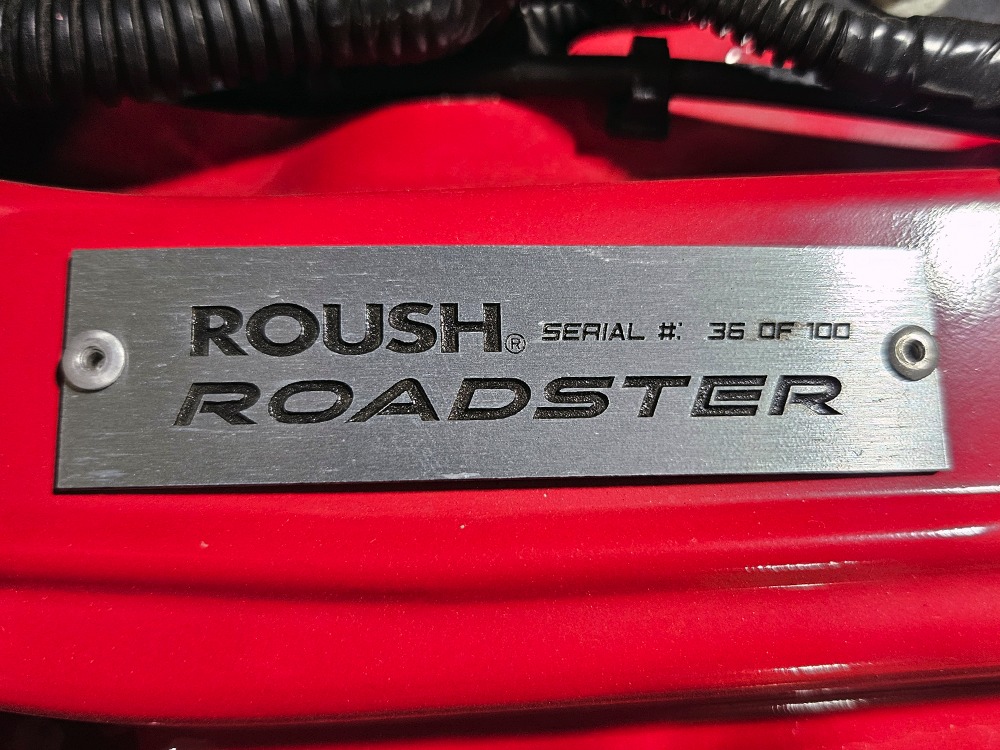 ROUSH® SERIAL #: 36 OF 100
ROADSTER